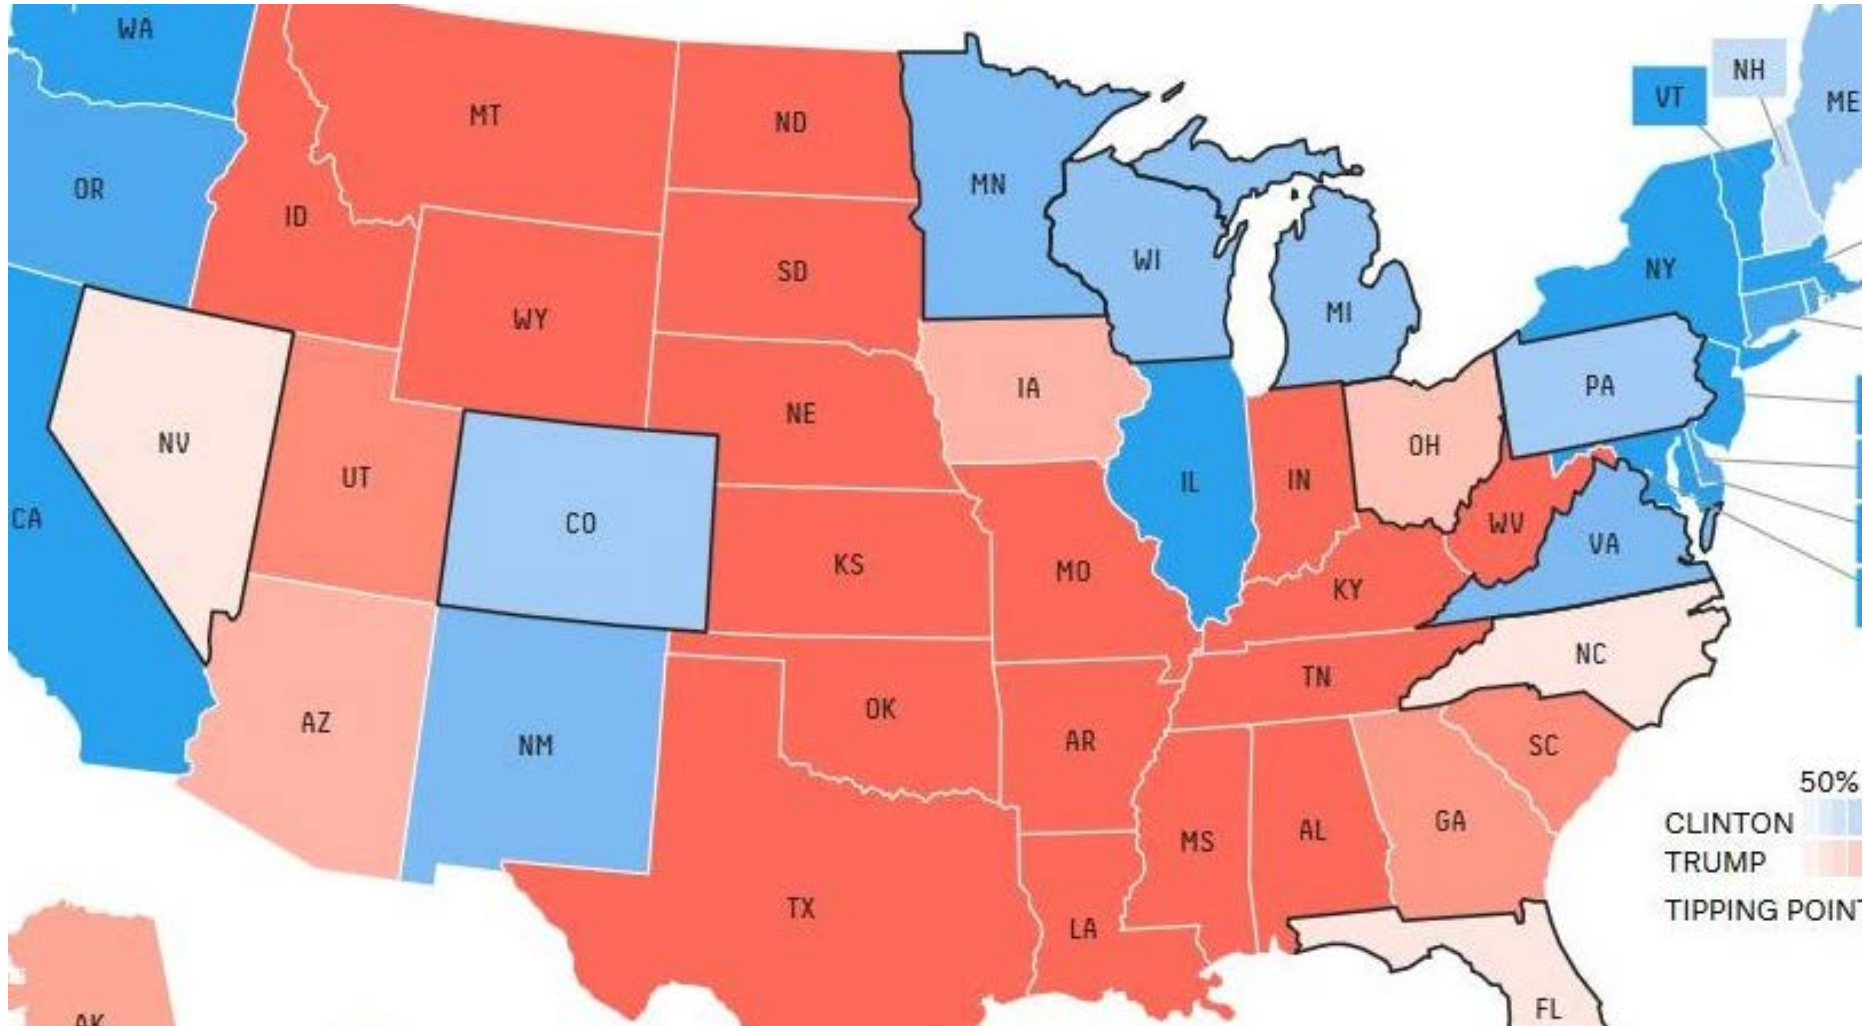 WA
MT
ND
VT
NH
ME
OR
ID
MN
WI
MI
NY
SD
WY
NE
IA
PA
NV
UT
CO
CA
IL
IN
OH
WV
VA
KS
MO
KY
NC
TN
AZ
NM
OK
AR
SC
MS
AL
GA
TX
LA
FL
AK
50%
CLINTON
TRUMP
TIPPING POINT